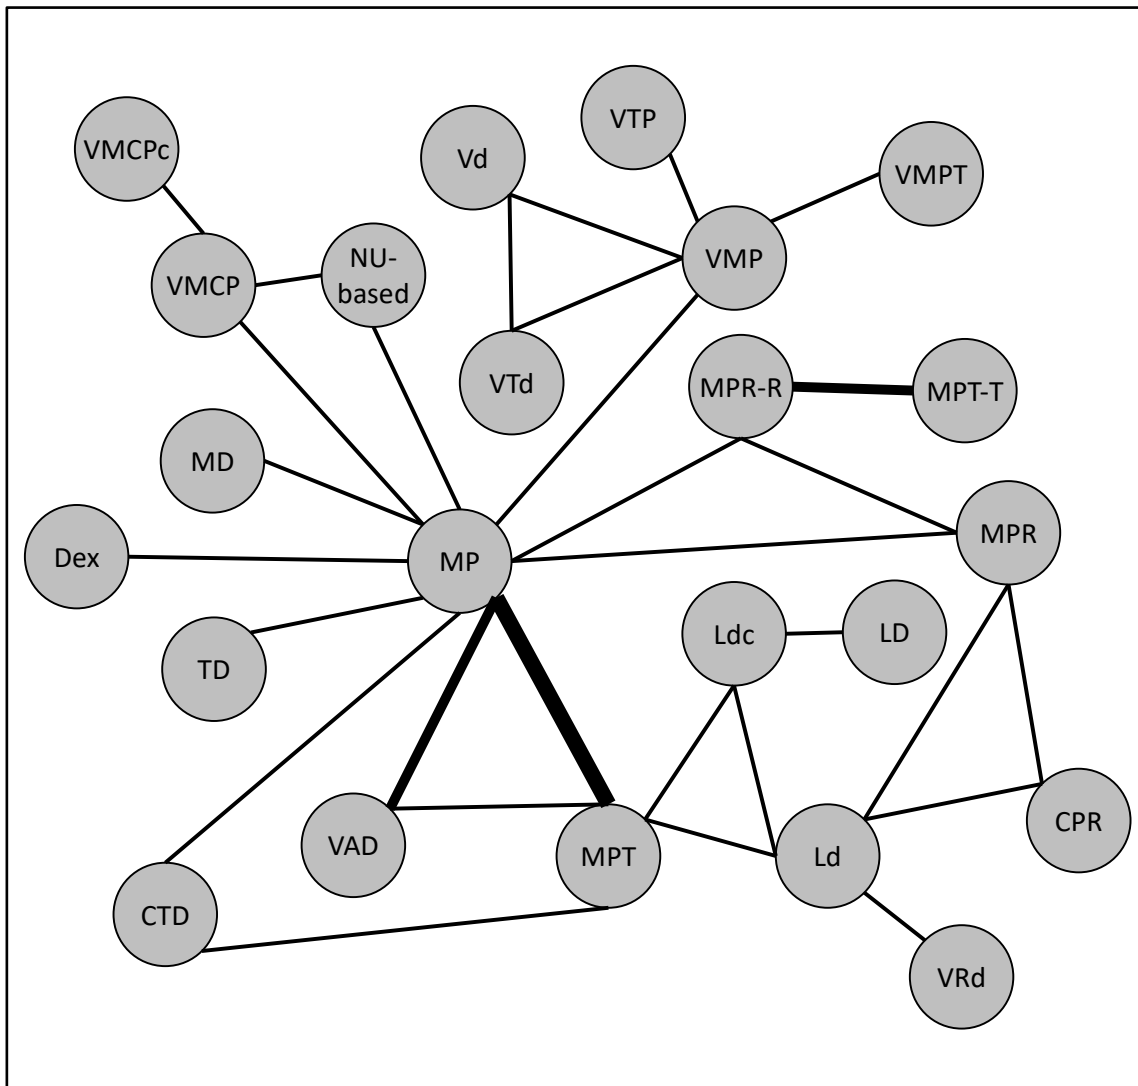 VTP
VMCPc
Vd
VMPT
VMP
NU-
based
VMCP
VTd
MPR-R
MPT-T
MD
MPR
Dex
MP
Ldc
LD
TD
CPR
VAD
MPT
Ld
CTD
VRd